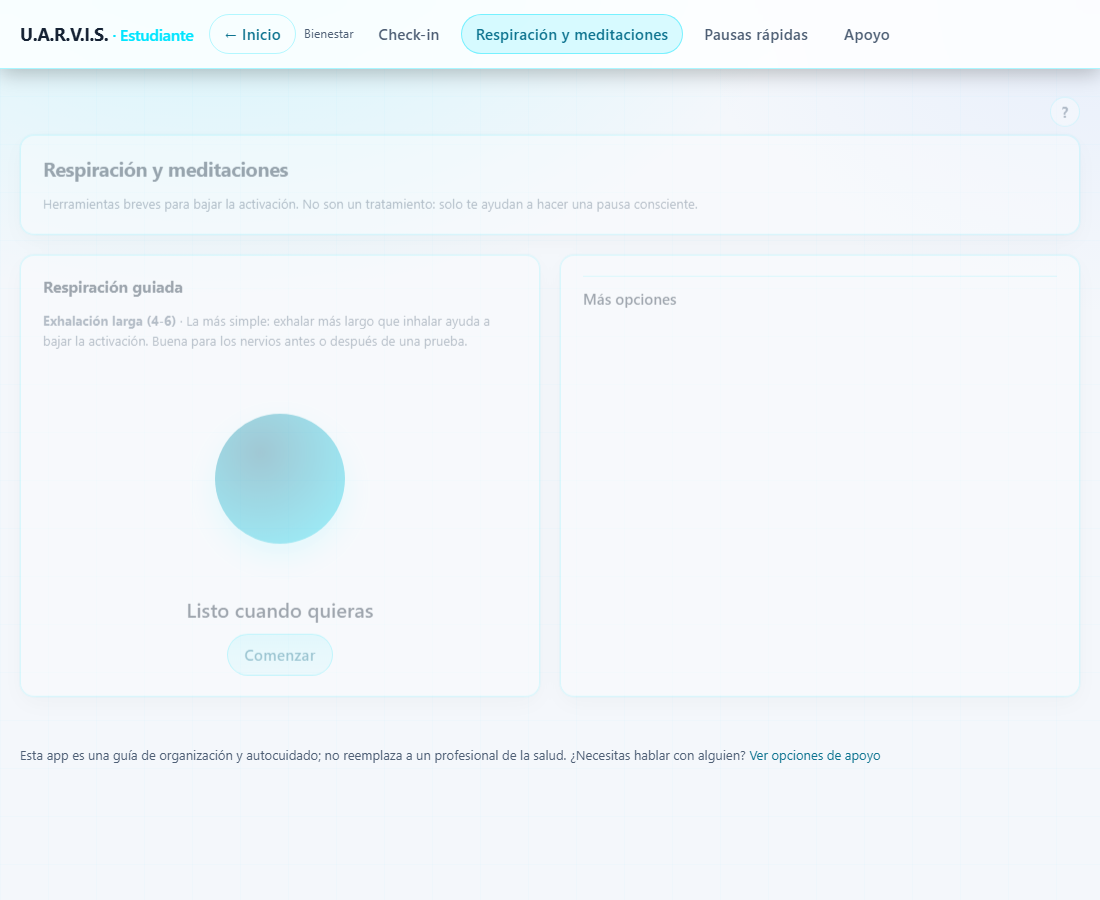 U.A.R.V.I.S. · Estudiante
← Inicio
Bienestar
Check-in
Respiración y meditaciones
Pausas rápidas
Apoyo
?
Respiración y meditaciones
Herramientas breves para bajar la activación. No son un tratamiento: solo te ayudan a hacer una pausa consciente.
Respiración guiada
Exhalación larga (4-6) · La más simple: exhalar más largo que inhalar ayuda a
bajar la activación. Buena para los nervios antes o después de una prueba.
Listo cuando quieras
Comenzar
Más opciones
Esta app es una guía de organización y autocuidado; no reemplaza a un profesional de la salud. ¿Necesitas hablar con alguien? Ver opciones de apoyo